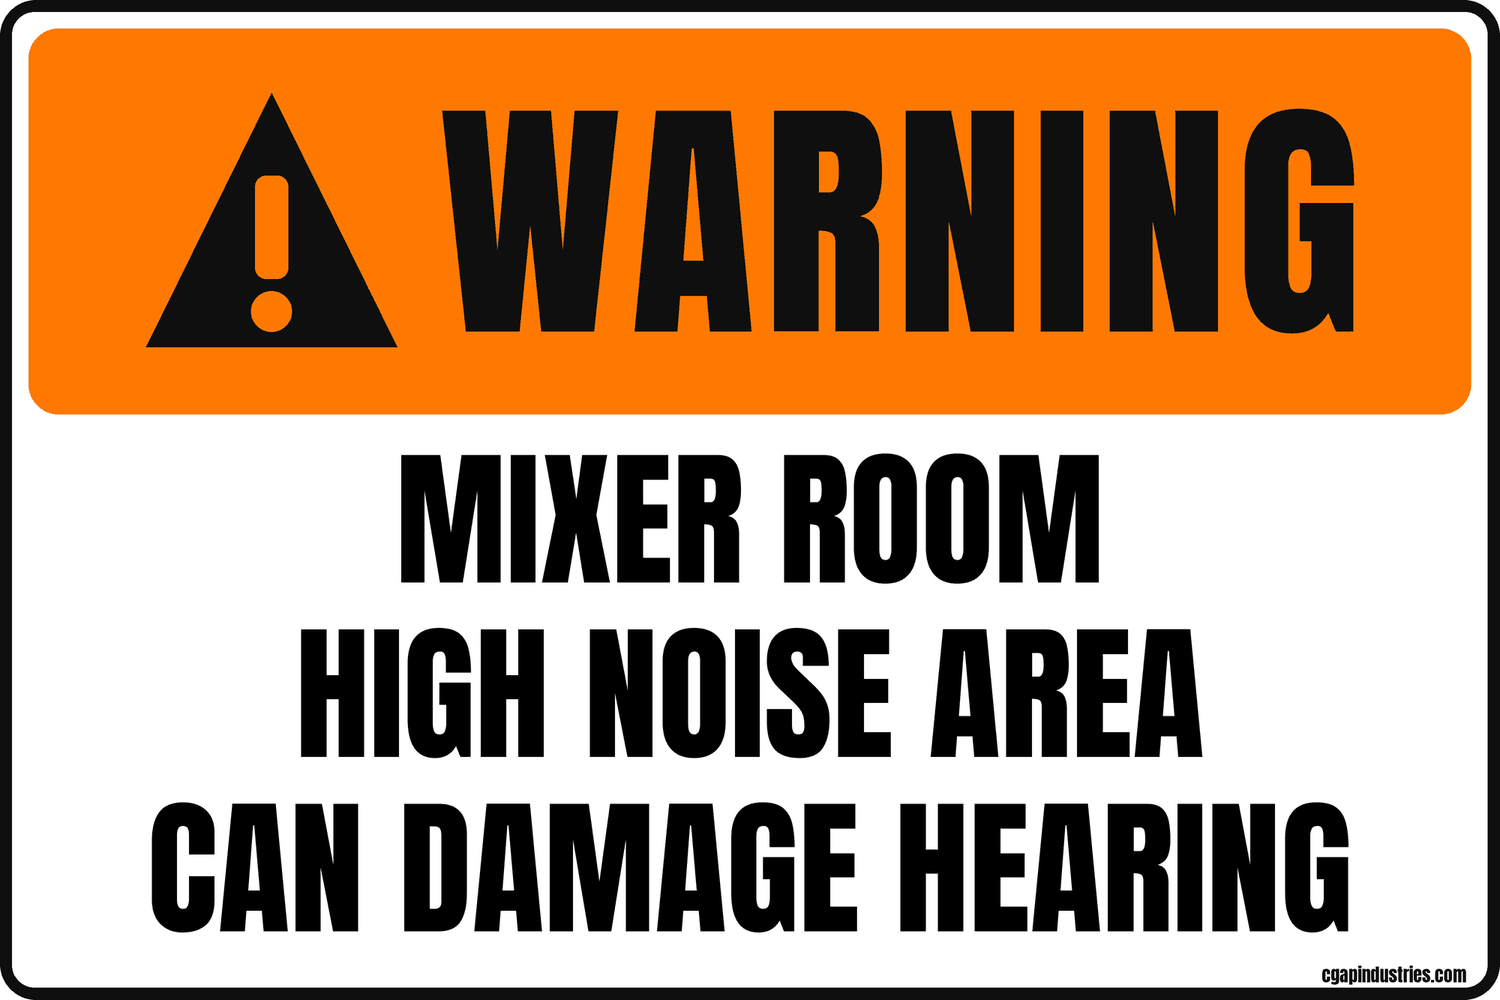 WARNING
MIXER ROOM
HIGH NOISE AREA
CAN DAMAGE HEARING
cgapindustries.com